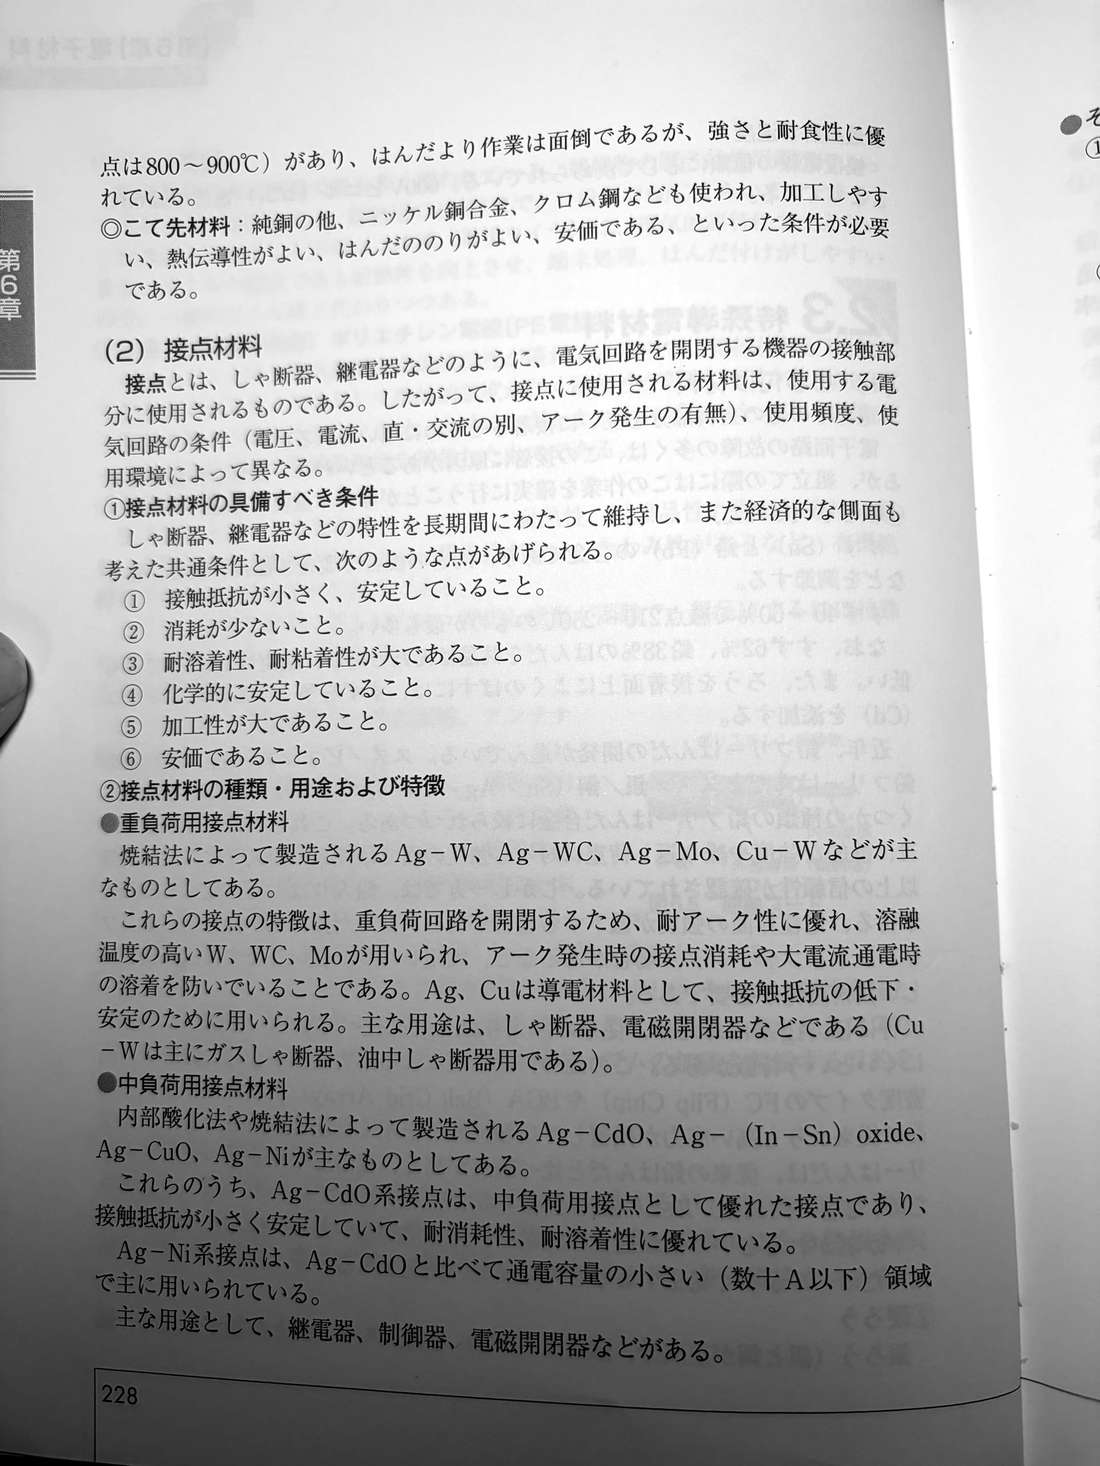 第6章
点は800～900℃）があり、はんだより作業は面倒であるが、強さと耐食性に優
れている。
◎こて先材料：純銅の他、ニッケル銅合金、クロム鋼なども使われ、加工しやす
い、熱伝導性がよい、はんだののりがよい、安価である、といった条件が必要
である。
（2）接点材料
接点とは、しゃ断器、継電器などのように、電気回路を開閉する機器の接触部
分に使用されるものである。したがって、接点に使用される材料は、使用する電
気回路の条件（電圧、電流、直・交流の別、アーク発生の有無）、使用頻度、使
用環境によって異なる。
①接点材料の具備すべき条件
しゃ断器、継電器などの特性を長期間にわたって維持し、また経済的な側面も
考えた共通条件として、次のような点があげられる。
① 接触抵抗が小さく、安定していること。
② 消耗が少ないこと。
③ 耐溶着性、耐粘着性が大であること。
④ 化学的に安定していること。
⑤ 加工性が大であること。
⑥ 安価であること。
②接点材料の種類・用途および特徴
●重負荷用接点材料
焼結法によって製造されるAg－W、Ag－WC、Ag－Mo、Cu－Wなどが主
なものとしてある。
これらの接点の特徴は、重負荷回路を開閉するため、耐アーク性に優れ、溶融
温度の高いW、WC、Moが用いられ、アーク発生時の接点消耗や大電流通電時
の溶着を防いでいることである。Ag、Cuは導電材料として、接触抵抗の低下・
安定のために用いられる。主な用途は、しゃ断器、電磁開閉器などである（Cu
－Wは主にガスしゃ断器、油中しゃ断器用である）。
●中負荷用接点材料
内部酸化法や焼結法によって製造されるAg－CdO、Ag－（In－Sn）oxide、
Ag－CuO、Ag－Niが主なものとしてある。
これらのうち、Ag－CdO系接点は、中負荷用接点として優れた接点であり、
接触抵抗が小さく安定していて、耐消耗性、耐溶着性に優れている。
Ag－Ni系接点は、Ag－CdOと比べて通電容量の小さい（数十A以下）領域
で主に用いられている。
主な用途として、継電器、制御器、電磁開閉器などがある。
228